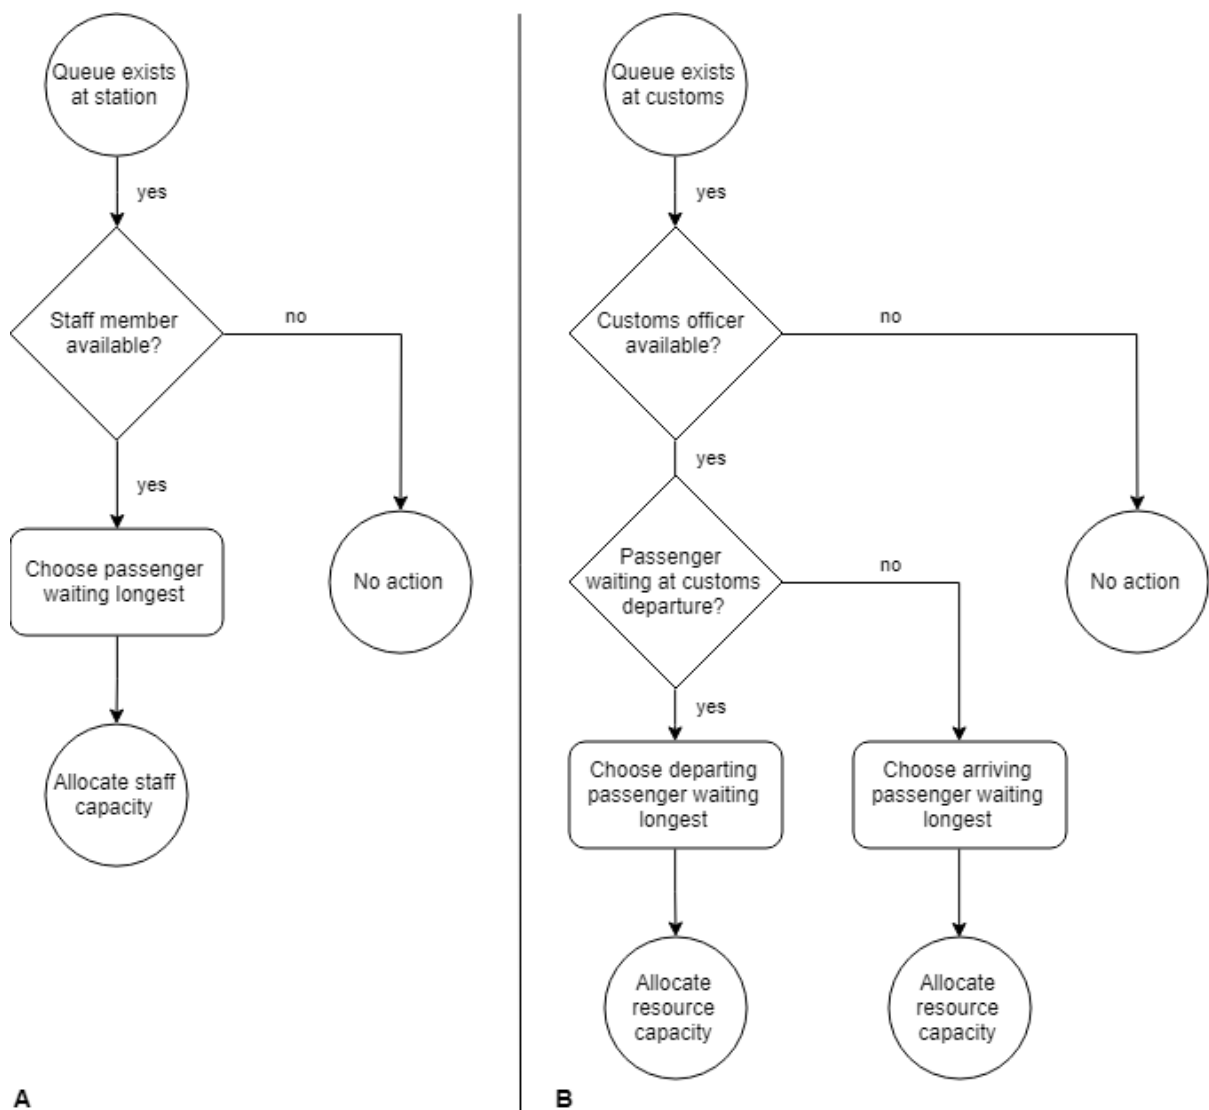 Queue exists
at station
yes
Staff member
available?
no
yes
Choose passenger
waiting longest
No action
Allocate staff
capacity
A
Queue exists
at customs
yes
Customs officer
available?
no
yes
Passenger
waiting at customs
departure?
no
No action
yes
Choose departing
passenger waiting
longest
Choose arriving
passenger waiting
longest
Allocate
resource
capacity
Allocate
resource
capacity
B